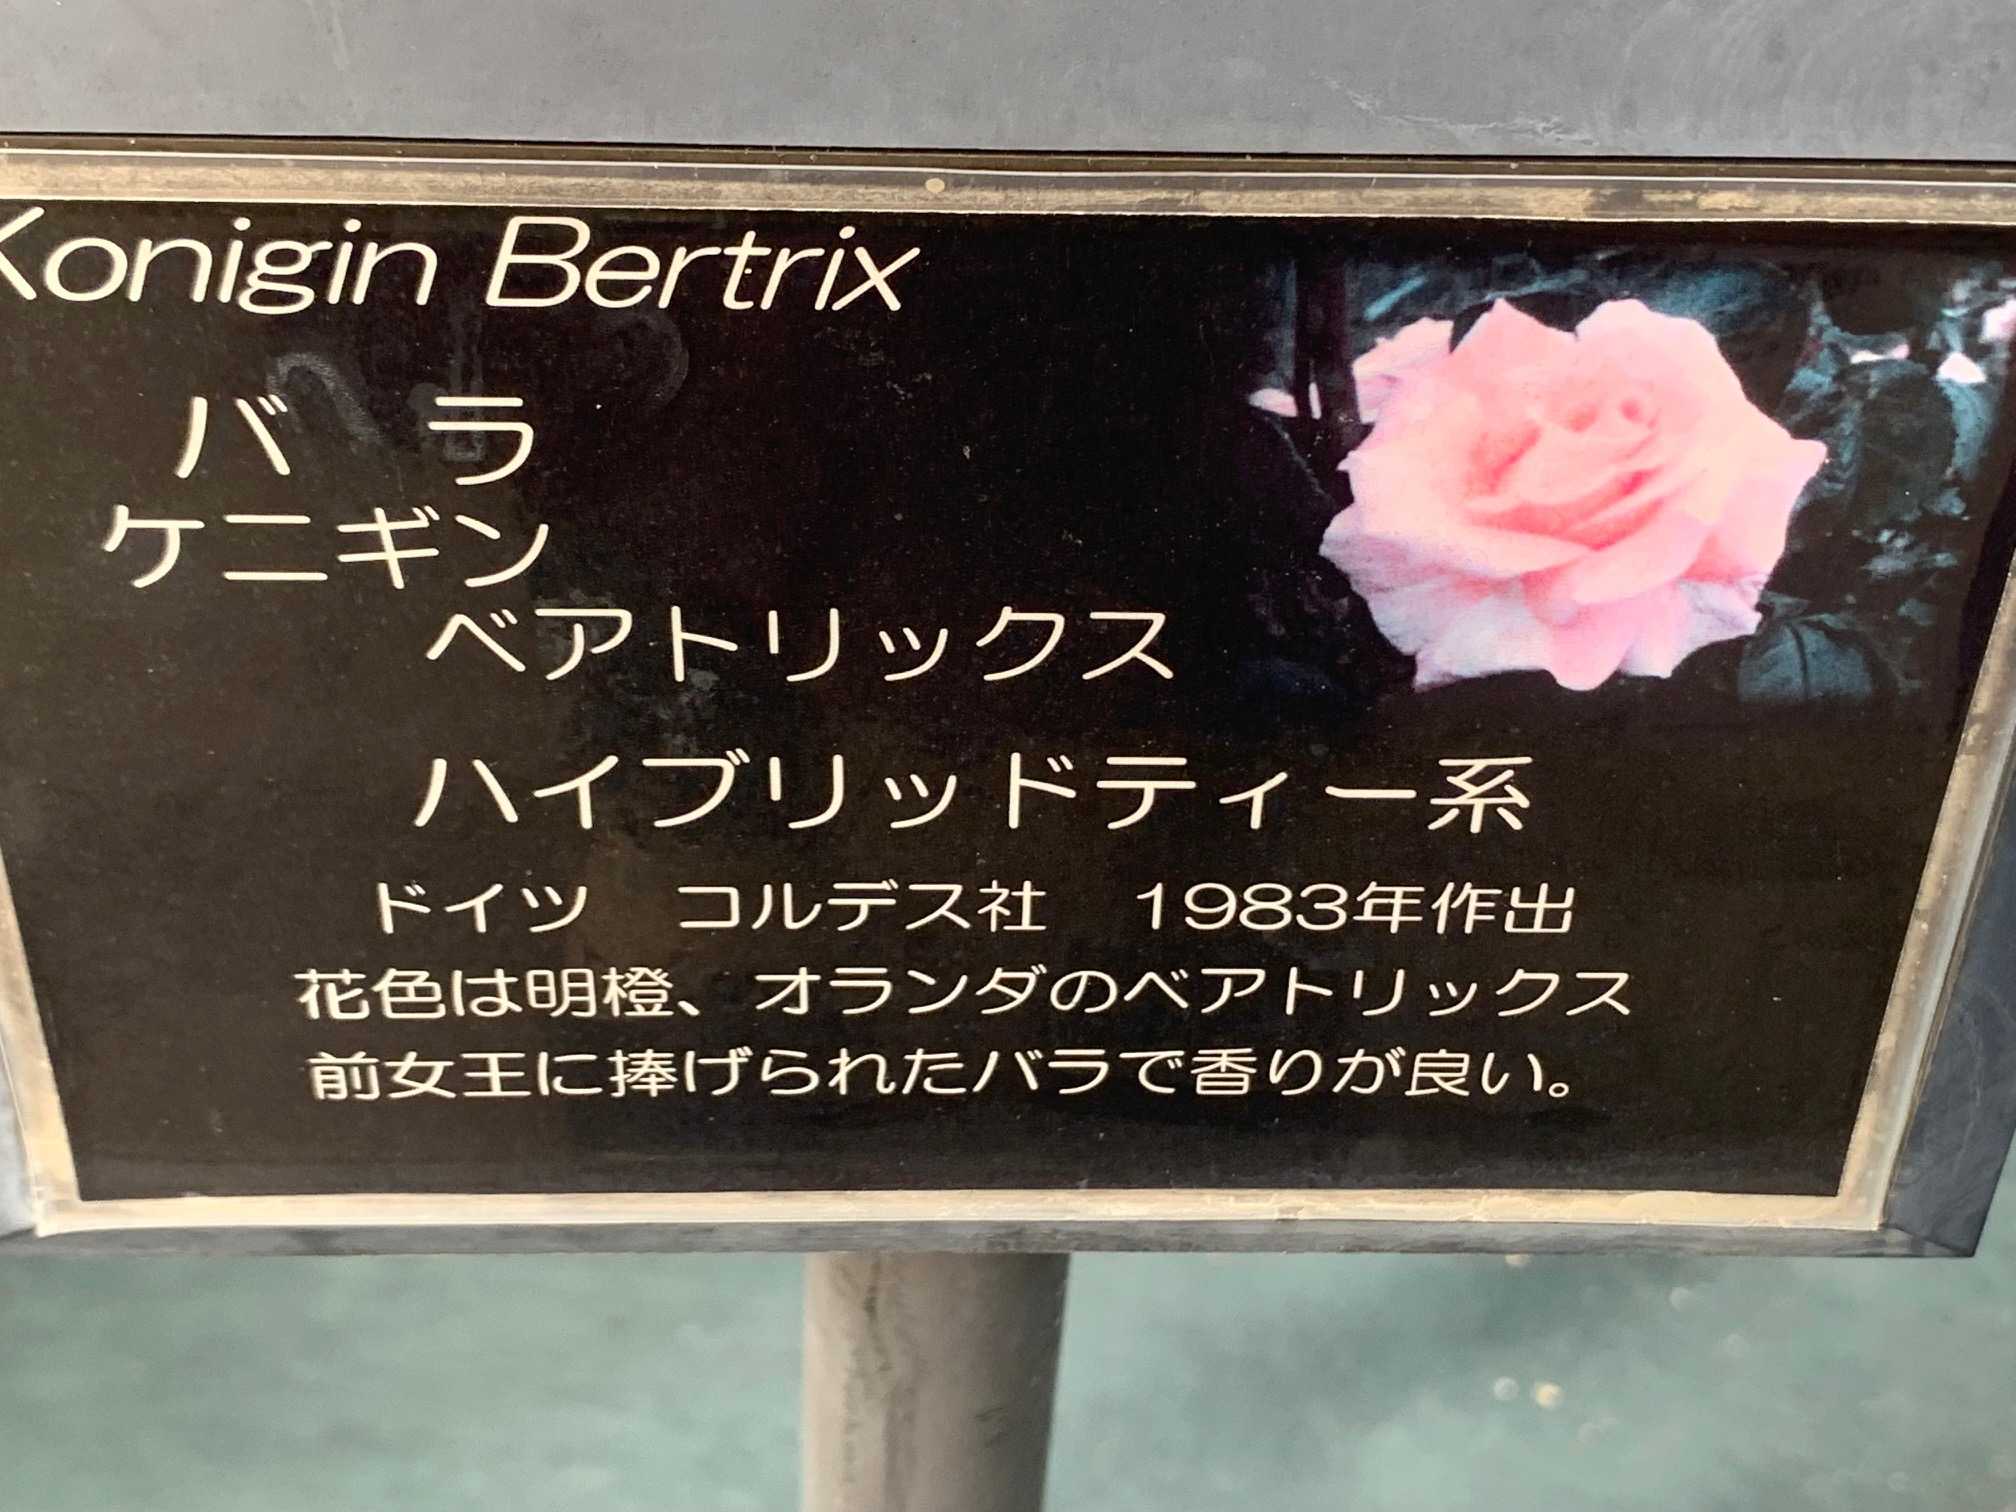 Konigin Bertrix
バ　ラ
ケニギン
ベアトリックス
ハイブリッドティー系
ドイツ　コルデス社　1983年作出
花色は明橙、オランダのベアトリックス
前女王に捧げられたバラで香りが良い。